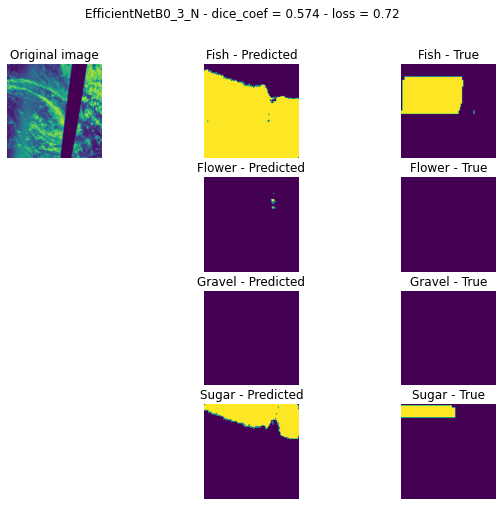 EfficientNetB0_3_N - dice_coef = 0.574 - loss = 0.72
Original image
Fish - Predicted
Fish - True
Flower - Predicted
Flower - True
Gravel - Predicted
Gravel - True
Sugar - Predicted
Sugar - True